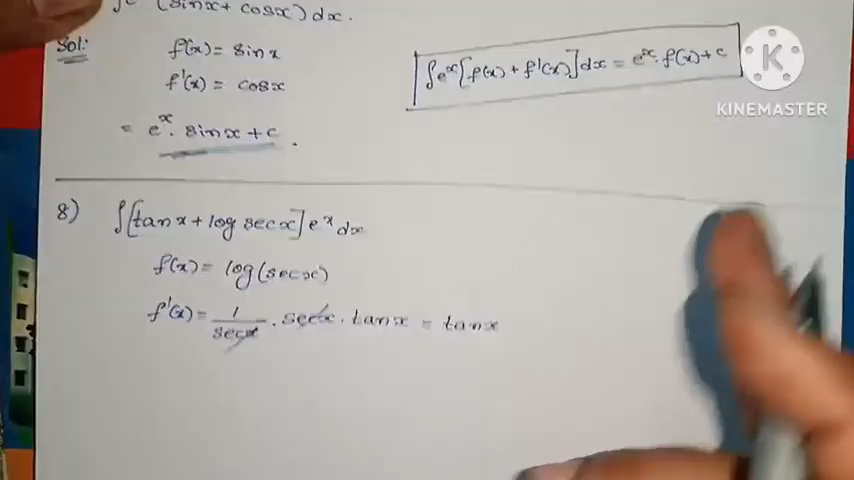 ∫e^x (sinx + cosx) dx.
Sol:
f(x) = sinx
f'(x) = cosx
= e^x. sinx + c .
∫e^x[f(x) + f'(x)]dx = e^x. f(x) + c
KINEMASTER
8) ∫[tanx + log secx] e^x dx
f(x) = log(secx)
f'(x) = 1/secx . secx . tanx = tanx